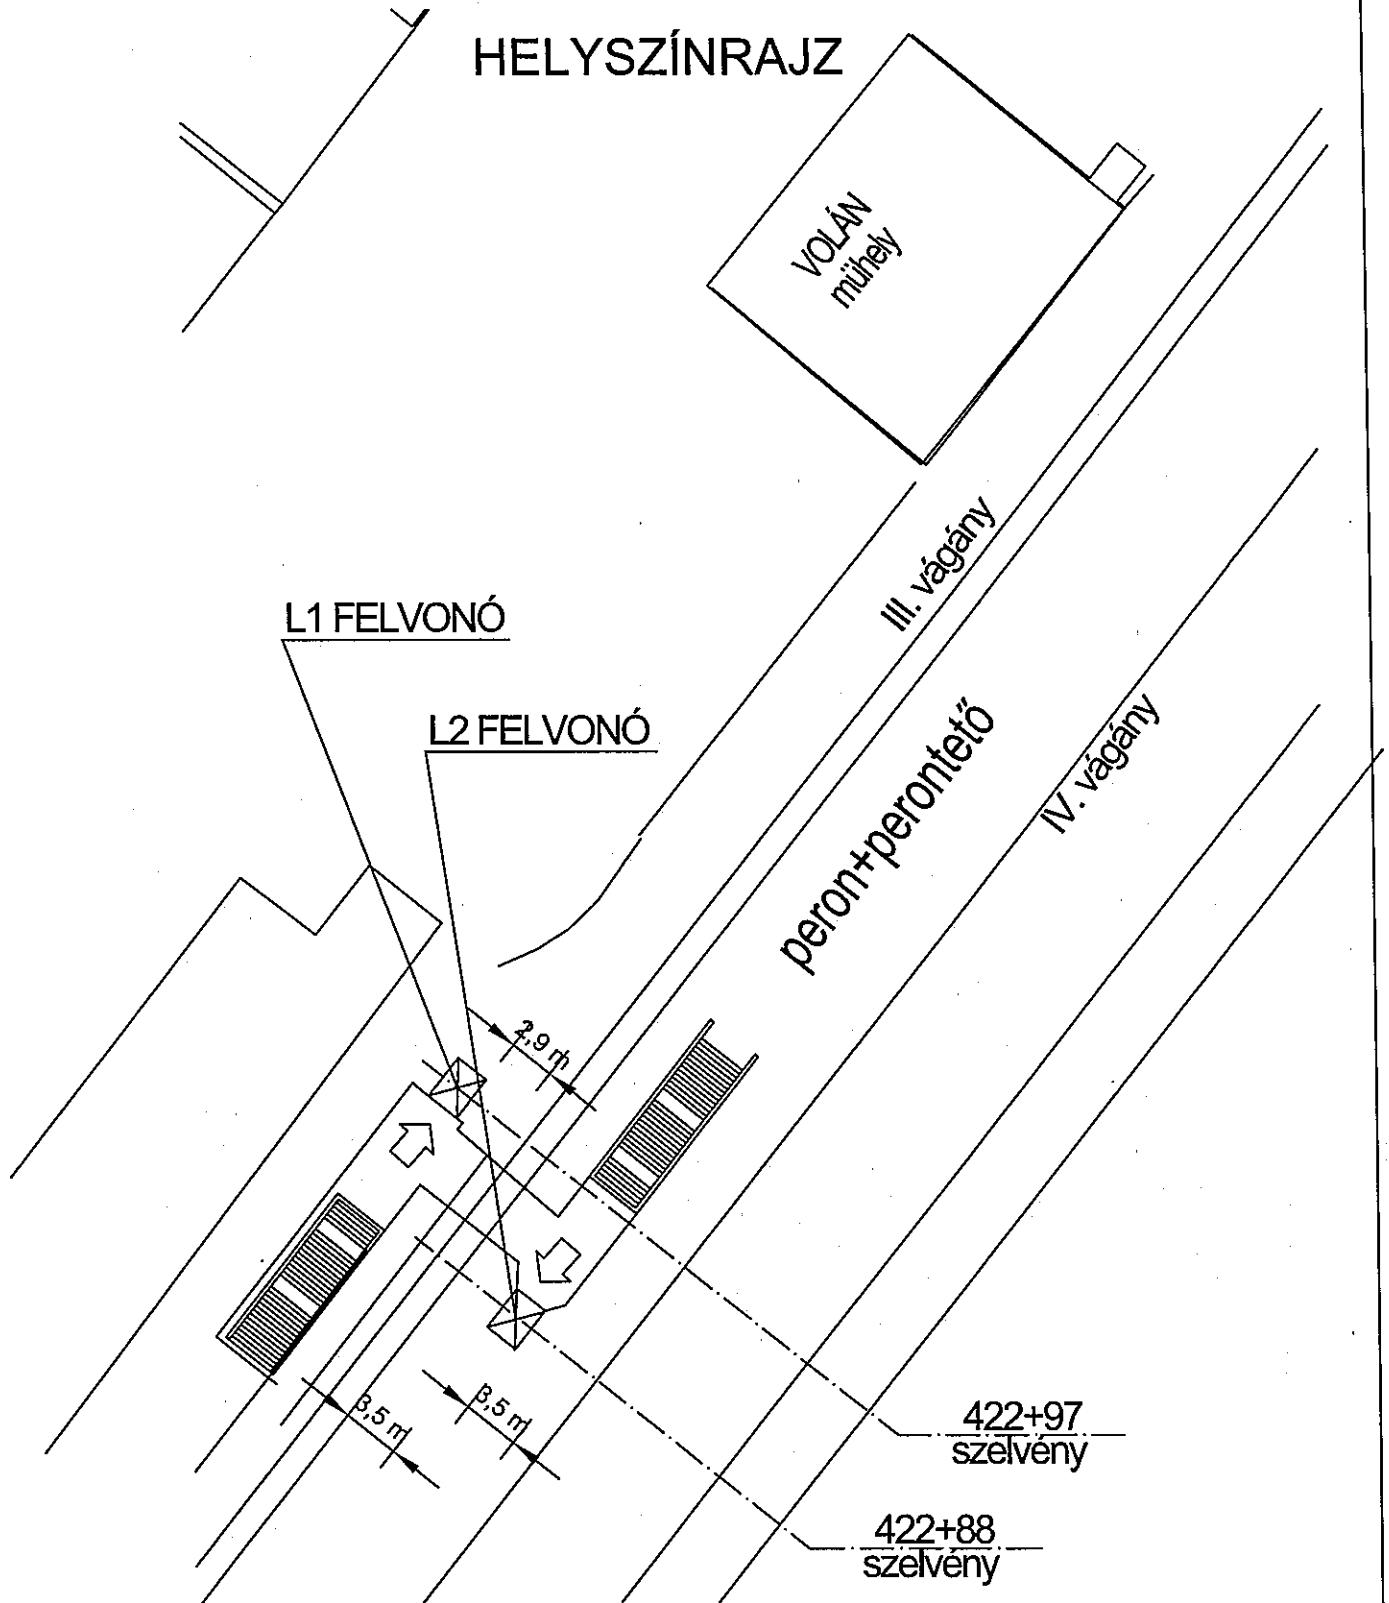 HELYSZÍNRAJZ
VOLÁN
műhely
III. vágány
L1 FELVONÓ
L2 FELVONÓ
peron+perontető
IV. vágány
2,9 m
3,5 m
3,5 m
422+97
szelvény
422+88
szelvény